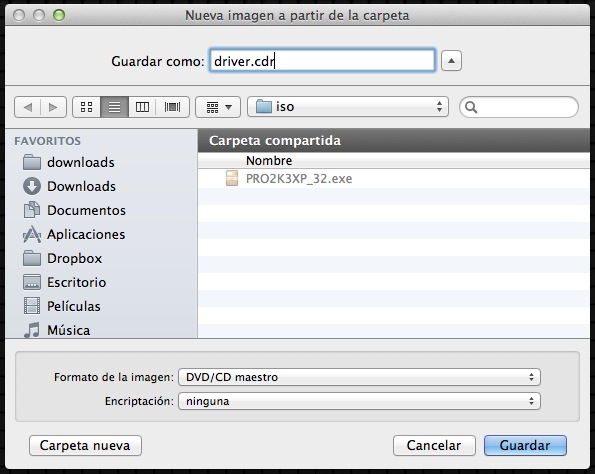 Nueva imagen a partir de la carpeta
Guardar como: driver.cdr
iso
FAVORITOS
downloads
Downloads
Documentos
Aplicaciones
Dropbox
Escritorio
Películas
Música
Carpeta compartida
Nombre
PRO2K3XP_32.exe
Formato de la imagen: DVD/CD maestro
Encriptación: ninguna
Carpeta nueva Cancelar Guardar